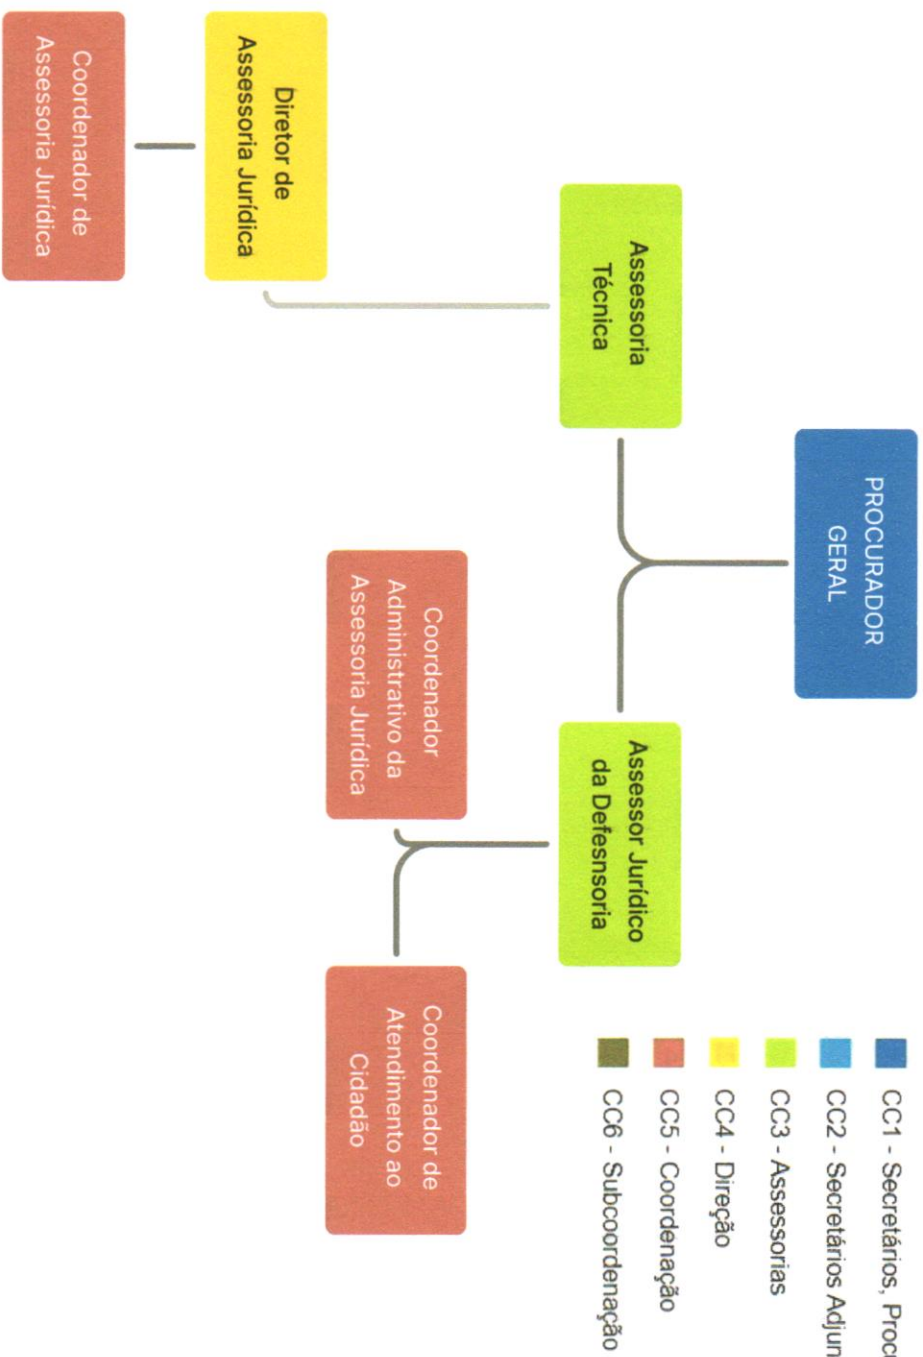 PROCURADOR
GERAL
Assessoria
Técnica
Assessor Jurídico
da Defesnsoria
Diretor de
Assessoria Jurídica
Coordenador de
Assessoria Jurídica
Coordenador
Administrativo da
Assessoria Jurídica
Coordenador de
Atendimento ao
Cidadão
CC1 - Secretários,
CC2 - Secretários
CC3 - Assessorias
CC4 - Direção
CC5 - Coordenação
CC6 - Subcoordenação